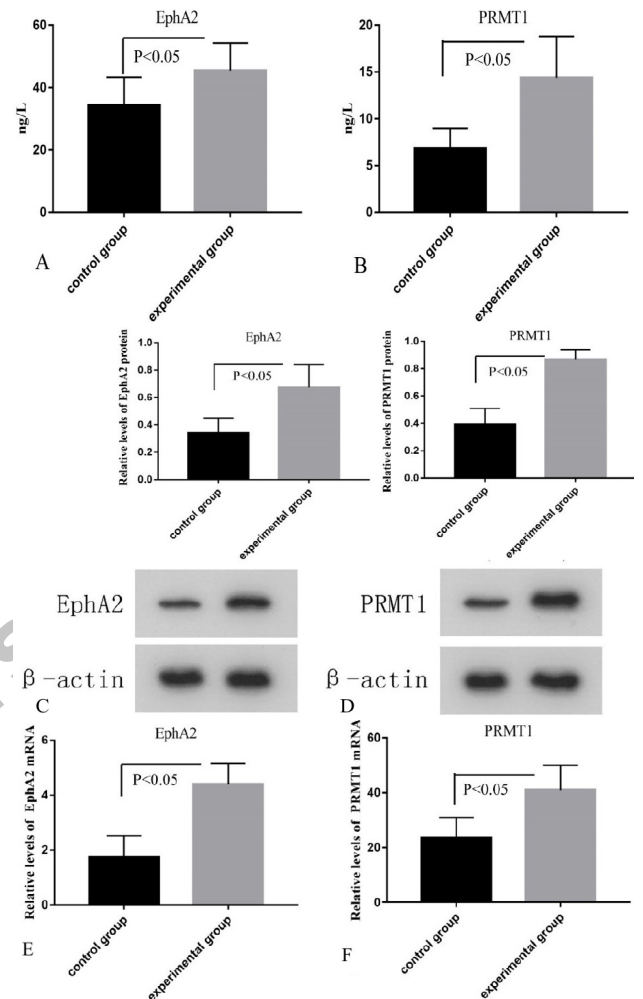 EphA2
60
40
20
0
ng/L
P<0.05
control group
experimental group
A
PRMT1
20
15
10
5
0
ng/L
P<0.05
control group
experimental group
B
EphA2
1.0
0.8
0.6
0.4
0.2
0.0
Relative levels of EphA2 protein
P<0.05
control group
experimental group
PRMT1
1.0
0.8
0.6
0.4
0.2
0.0
Relative levels of PRMT1 protein
P<0.05
control group
experimental group
EphA2
β-actin
C
PRMT1
β-actin
D
EphA2
6
4
2
0
Relative levels of EphA2 mRNA
P<0.05
control group
experimental group
E
PRMT1
60
40
20
0
Relative levels of PRMT1 mRNA
P<0.05
control group
experimental group
F